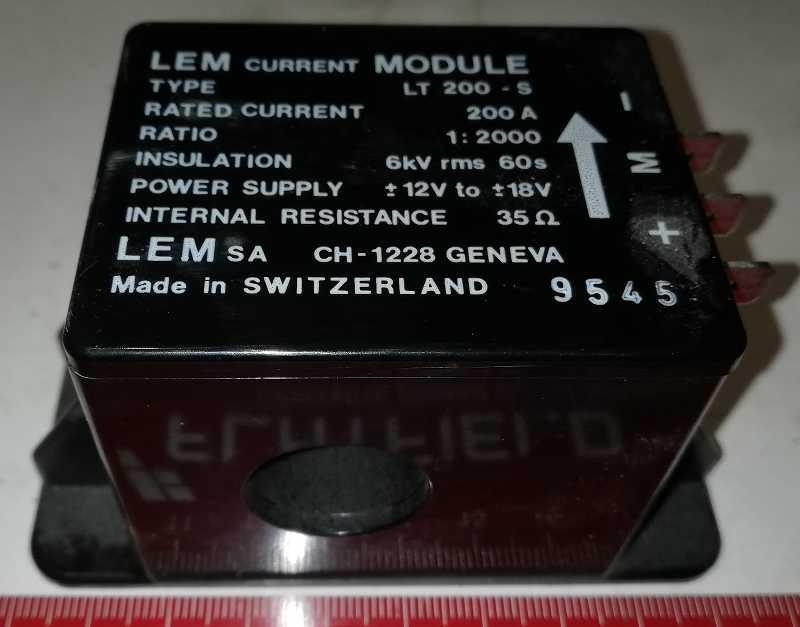 LEM CURRENT MODULE
TYPE LT 200 - S
RATED CURRENT 200 A
RATIO 1: 2000
INSULATION 6kV rms 60s
POWER SUPPLY ±12V to ±18V
INTERNAL RESISTANCE 35 Ω
LEM SA CH-1228 GENEVA
Made in SWITZERLAND 9545
−
M
+